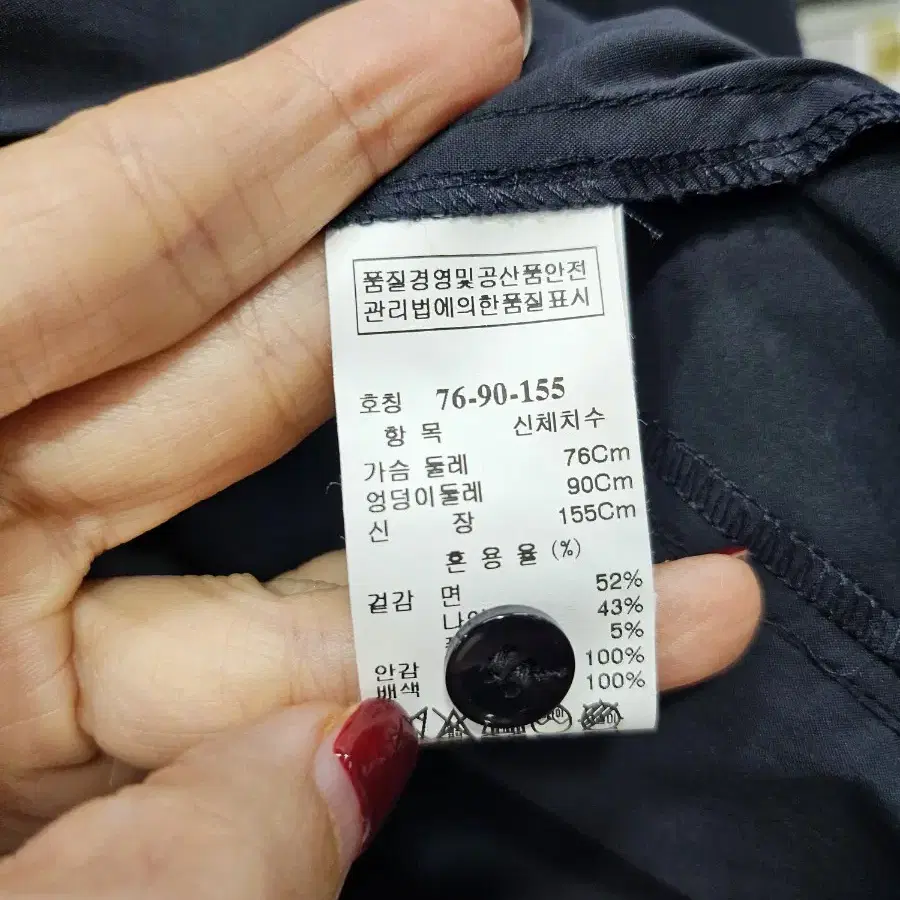 품질경영및공산품안전
관리법에의한품질표시
호칭 76-90-155
항 목 신체치수
가슴 둘레 76Cm
엉덩이둘레 90Cm
신 장 155Cm
혼 용 율 (%)
겉감 면 52%
43%
5%
안감 100%
배색 100%